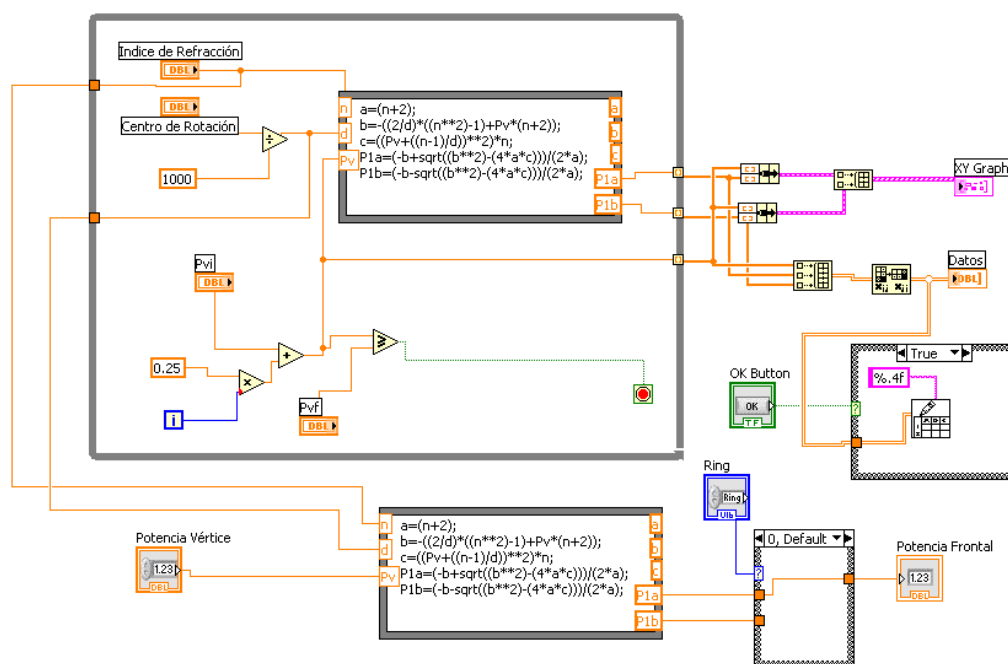 Indice de Refracción
DBL
DBL
Centro de Rotación
1000
n
d
Pv
a=(n+2);
b=-((2/d)*((n**2)-1)+Pv*(n+2));
c=((Pv+((n-1)/d))**2)*n;
P1a=(-b+sqrt((b**2)-(4*a*c)))/(2*a);
P1b=(-b-sqrt((b**2)-(4*a*c)))/(2*a);
a
b
c
P1a
P1b
XY Graph
Datos
DBL
Pvi
DBL
0.25
i
Pvf
DBL
True
%.4f
OK Button
OK
TF
?
Ring
Ring
U16
Potencia Vértice
1.23
DBL
n
d
Pv
a=(n+2);
b=-((2/d)*((n**2)-1)+Pv*(n+2));
c=((Pv+((n-1)/d))**2)*n;
P1a=(-b+sqrt((b**2)-(4*a*c)))/(2*a);
P1b=(-b-sqrt((b**2)-(4*a*c)))/(2*a);
a
b
c
P1a
P1b
0, Default
?
Potencia Frontal
1.23
DBL